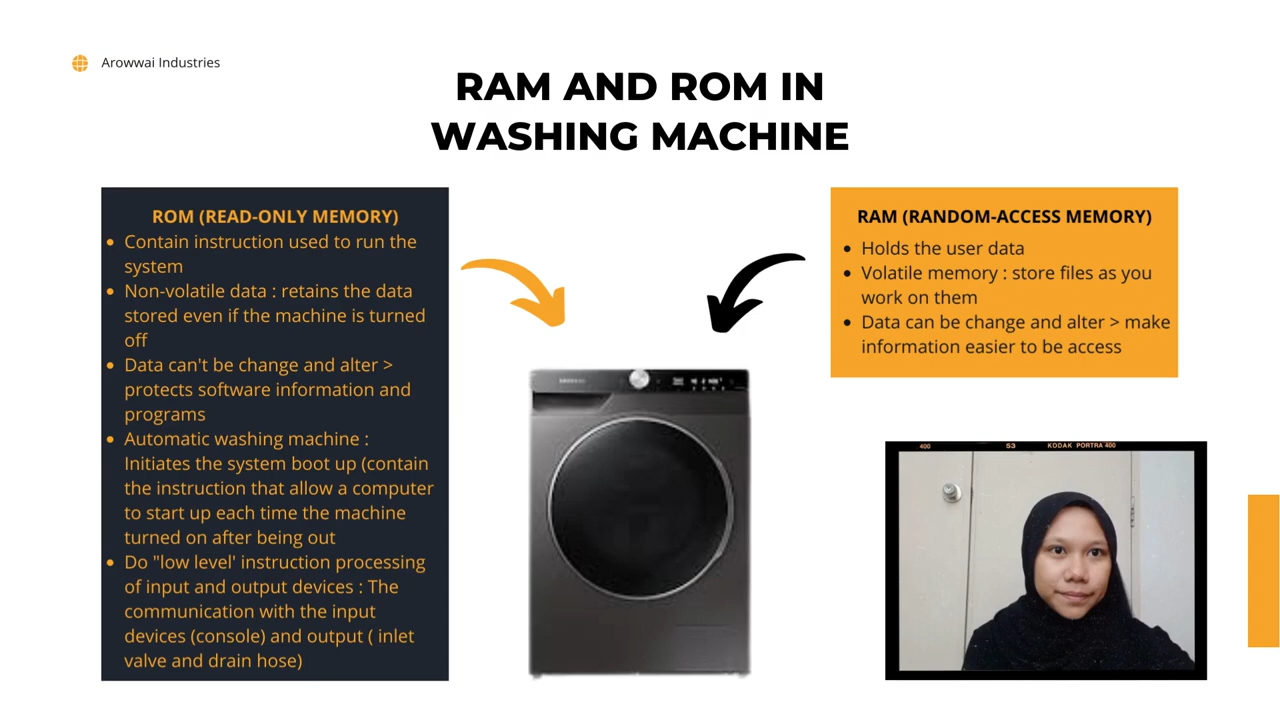 Arowwai Industries
RAM AND ROM IN
WASHING MACHINE
ROM (READ-ONLY MEMORY)
Contain instruction used to run the
system
Non-volatile data : retains the data
stored even if the machine is turned
off
Data can't be change and alter >
protects software information and
programs
Automatic washing machine :
Initiates the system boot up (contain
the instruction that allow a computer
to start up each time the machine
turned on after being out
Do "low level' instruction processing
of input and output devices : The
communication with the input
devices (console) and output ( inlet
valve and drain hose)
RAM (RANDOM-ACCESS MEMORY)
Holds the user data
Volatile memory : store files as you
work on them
Data can be change and alter > make
information easier to be access
SAMSUNG
400 53 KODAK PORTRA 400